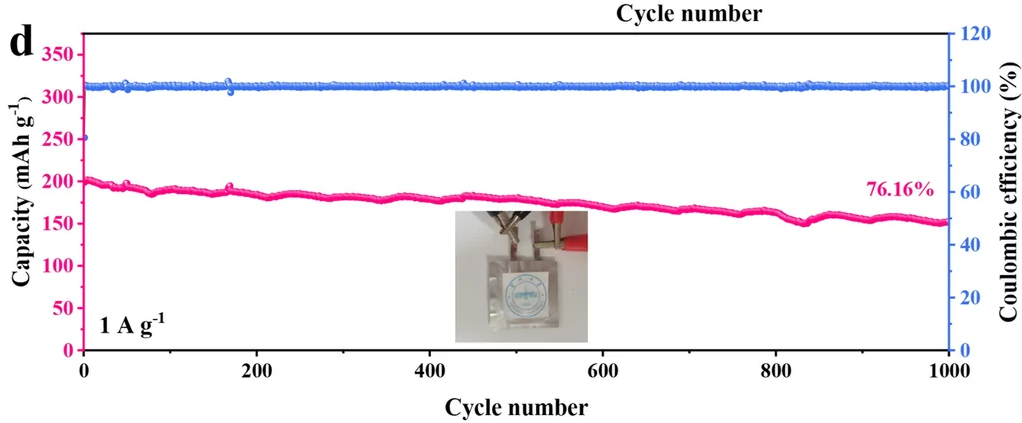 Cycle number
d
350
300
250
200
150
100
50
0
Capacity (mAh g-1)
120
100
80
60
40
20
0
Coulombic efficiency (%)
76.16%
1 A g-1
0 200 400 600 800 1000
Cycle number